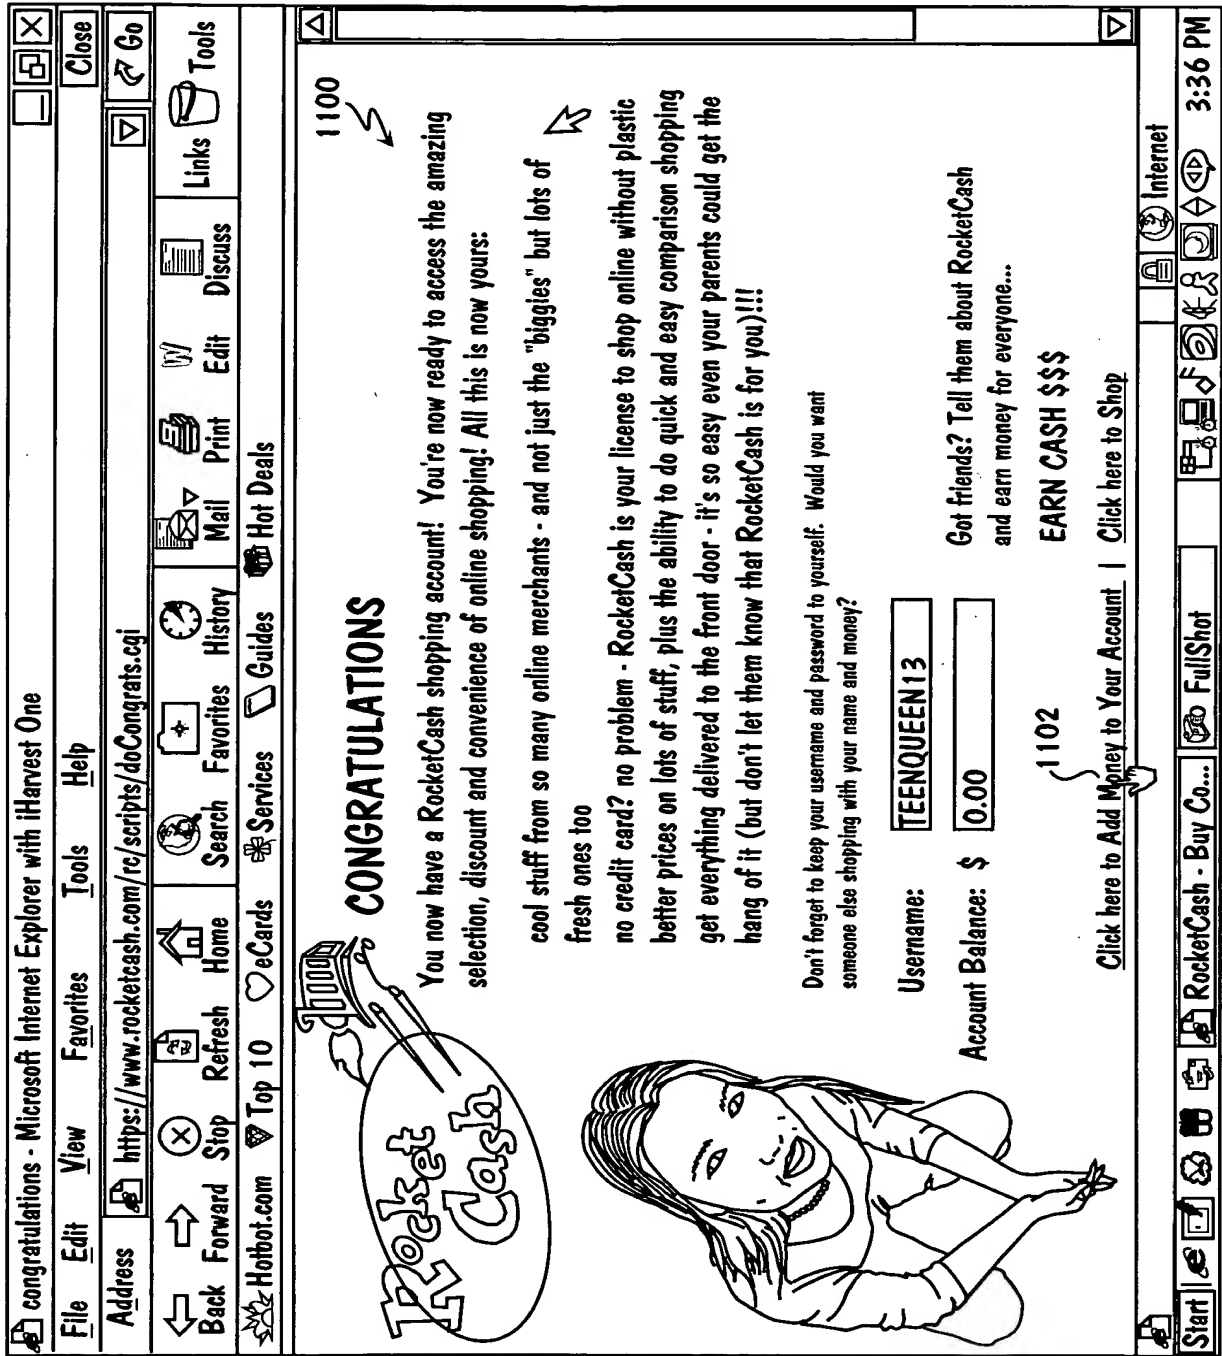 congratulations - Microsoft Internet Explorer with iHarvest One
File Edit View Favorites Tools Help Close
Address https://www.rocketcash.com/rc/scripts/doCongrats.cgi Go
Back Forward Stop Refresh Home Search Favorites History Mail Print Edit Discuss Links Tools
Hotbot.com Top 10 eCards Services Guides Hot Deals
Rocket
Cash
CONGRATULATIONS
1100
You now have a RocketCash shopping account! You're now ready to access the amazing
selection, discount and convenience of online shopping! All this is now yours:
cool stuff from so many online merchants - and not just the "biggies" but lots of
fresh ones too
no credit card? no problem - RocketCash is your license to shop online without plastic
better prices on lots of stuff, plus the ability to do quick and easy comparison shopping
get everything delivered to the front door - it's so easy even your parents could get the
hang of it (but don't let them know that RocketCash is for you)!!!
Don't forget to keep your username and password to yourself. Would you want
someone else shopping with your name and money?
Username: TEENQUEEN13
Account Balance: $ 0.00
Got friends? Tell them about RocketCash
and earn money for everyone...
EARN CASH $$$
1102
Click here to Add Money to Your Account | Click here to Shop
Internet
Start RocketCash - Buy Co... FullShot 3:36 PM